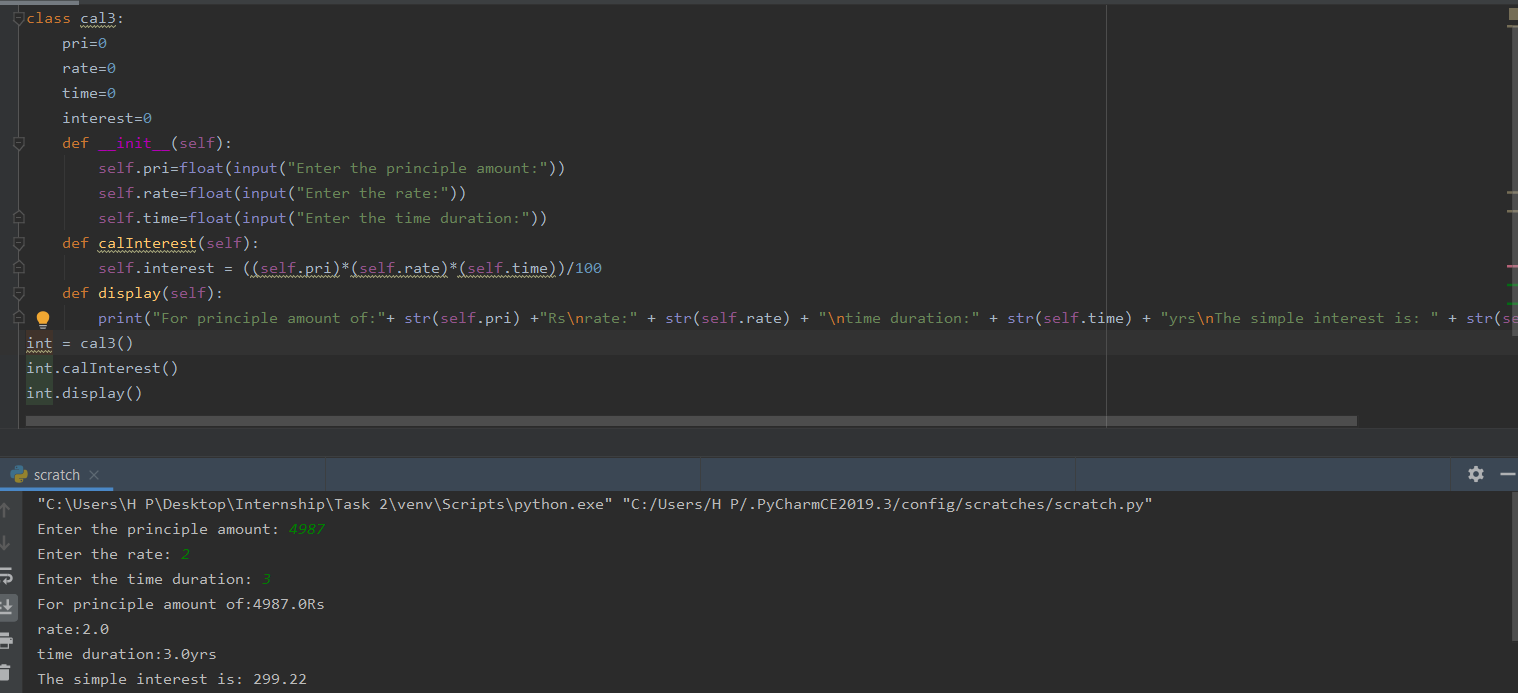 class cal3:
    pri=0
    rate=0
    time=0
    interest=0
    def __init__(self):
        self.pri=float(input("Enter the principle amount:"))
        self.rate=float(input("Enter the rate:"))
        self.time=float(input("Enter the time duration:"))
    def calInterest(self):
        self.interest = ((self.pri)*(self.rate)*(self.time))/100
    def display(self):
        print("For principle amount of:"+ str(self.pri) +"Rs\nrate:" + str(self.rate) + "\ntime duration:" + str(self.time) + "yrs\nThe simple interest is: " + str(se
int = cal3()
int.calInterest()
int.display()
scratch
"C:\Users\H P\Desktop\Internship\Task 2\venv\Scripts\python.exe" "C:/Users/H P/.PyCharmCE2019.3/config/scratches/scratch.py"
Enter the principle amount: 4987
Enter the rate: 2
Enter the time duration: 3
For principle amount of:4987.0Rs
rate:2.0
time duration:3.0yrs
The simple interest is: 299.22